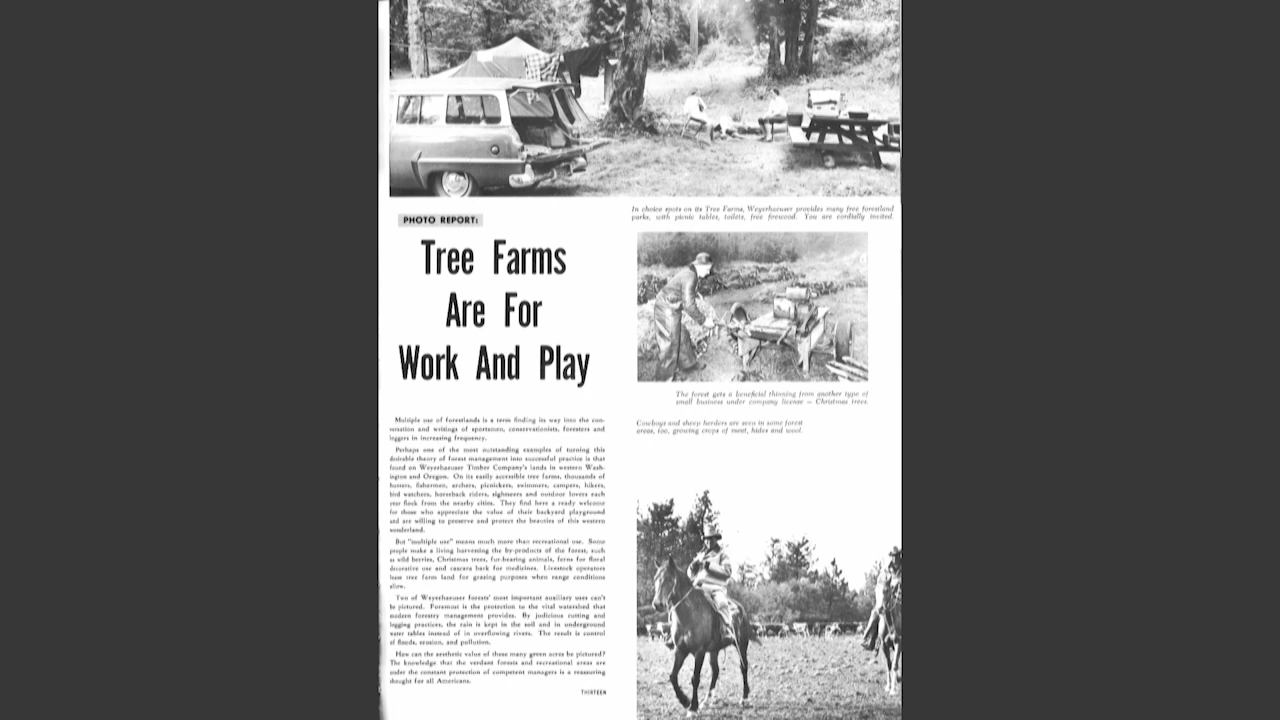 In choice spots on its Tree Farms, Weyerhaeuser provides many free forestland
parks, with picnic tables, toilets, free firewood. You are cordially invited.
PHOTO REPORT:
Tree Farms
Are For
Work And Play
The forest gets a beneficial thinning from another type of
small business under company license — Christmas trees.
Cowboys and sheep herders are seen in some forest
areas, too, growing crops of meat, hides and wool.
Multiple use of forestlands is a term finding its way into the con-
versation and writings of sportsmen, conservationists, foresters and
loggers in increasing frequency.
Perhaps one of the most outstanding examples of turning this
desirable theory of forest management into successful practice is that
found on Weyerhaeuser Timber Company's lands in western Wash-
ington and Oregon. On its easily accessible tree farms, thousands of
hunters, fishermen, archers, picnickers, swimmers, campers, hikers,
bird watchers, horseback riders, sightseers and outdoor lovers each
year flock from the nearby cities. They find here a ready welcome
for those who appreciate the value of their backyard playground
and are willing to preserve and protect the beauties of this western
wonderland.
But "multiple use" means much more than recreational use. Some
people make a living harvesting the by-products of the forest, such
as wild berries, Christmas trees, fur-bearing animals, ferns for floral
decorative use and cascara bark for medicines. Livestock operators
lease tree farm land for grazing purposes when range conditions
allow.
Two of Weyerhaeuser forests' most important auxiliary uses can't
be pictured. Foremost is the protection to the vital watershed that
modern forestry management provides. By judicious cutting and
logging practices, the rain is kept in the soil and in underground
water tables instead of in overflowing rivers. The result is control
of floods, erosion, and pollution.
How can the aesthetic value of these many green acres be pictured?
The knowledge that the verdant forests and recreational areas are
under the constant protection of competent managers is a reassuring
thought for all Americans.
THIRTEEN